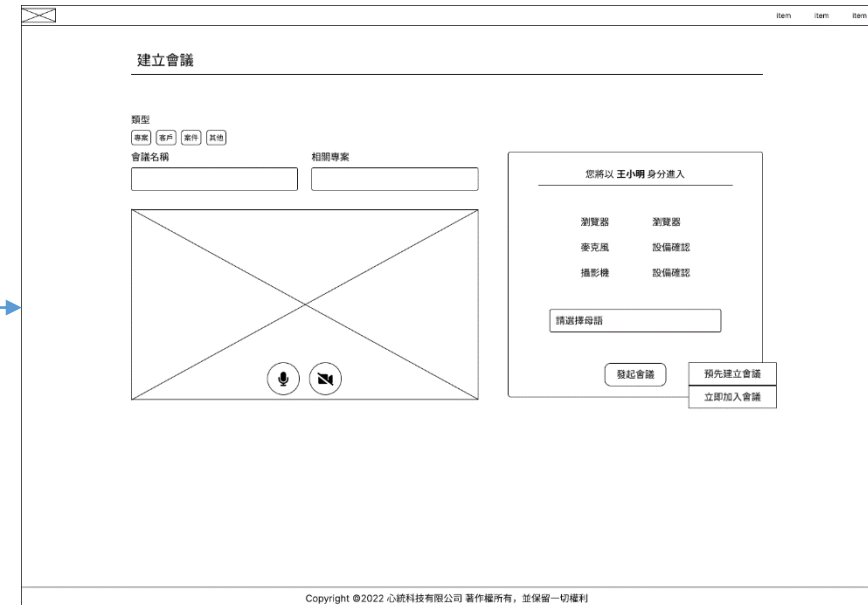 item item item
建立會議
類型
專案 客戶 案件 其他
會議名稱 相關專案
您將以 王小明 身分進入
瀏覽器 瀏覽器
麥克風 設備確認
攝影機 設備確認
請選擇母語
發起會議 預先建立會議
立即加入會議
Copyright @2022 心統科技有限公司 著作權所有，並保留一切權利